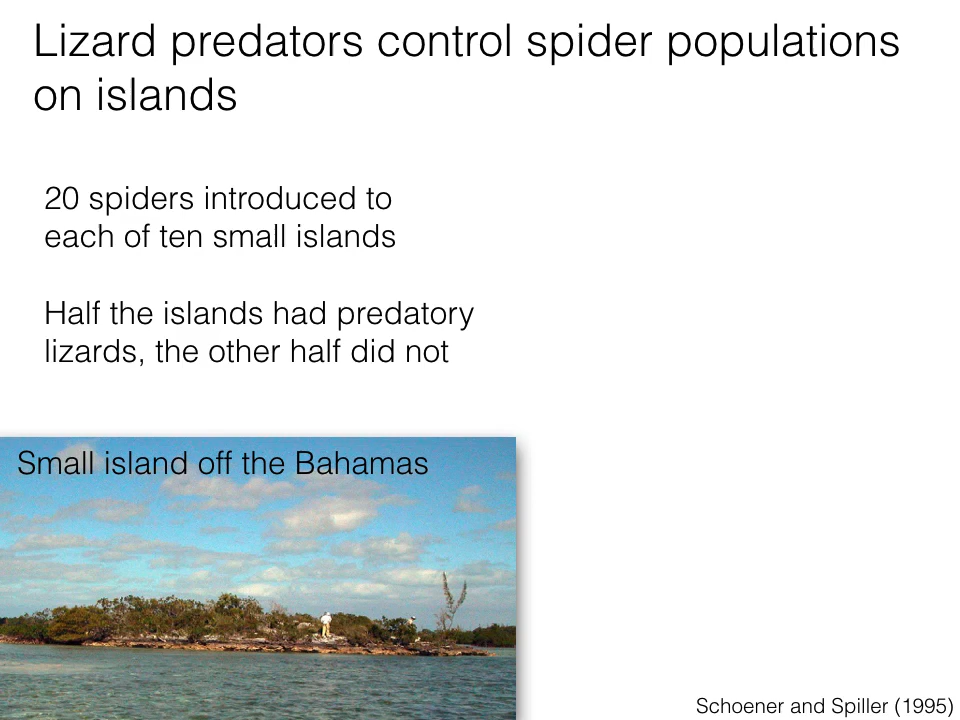 Lizard predators control spider populations
on islands
20 spiders introduced to
each of ten small islands
Half the islands had predatory
lizards, the other half did not
Small island off the Bahamas
Schoener and Spiller (1995)